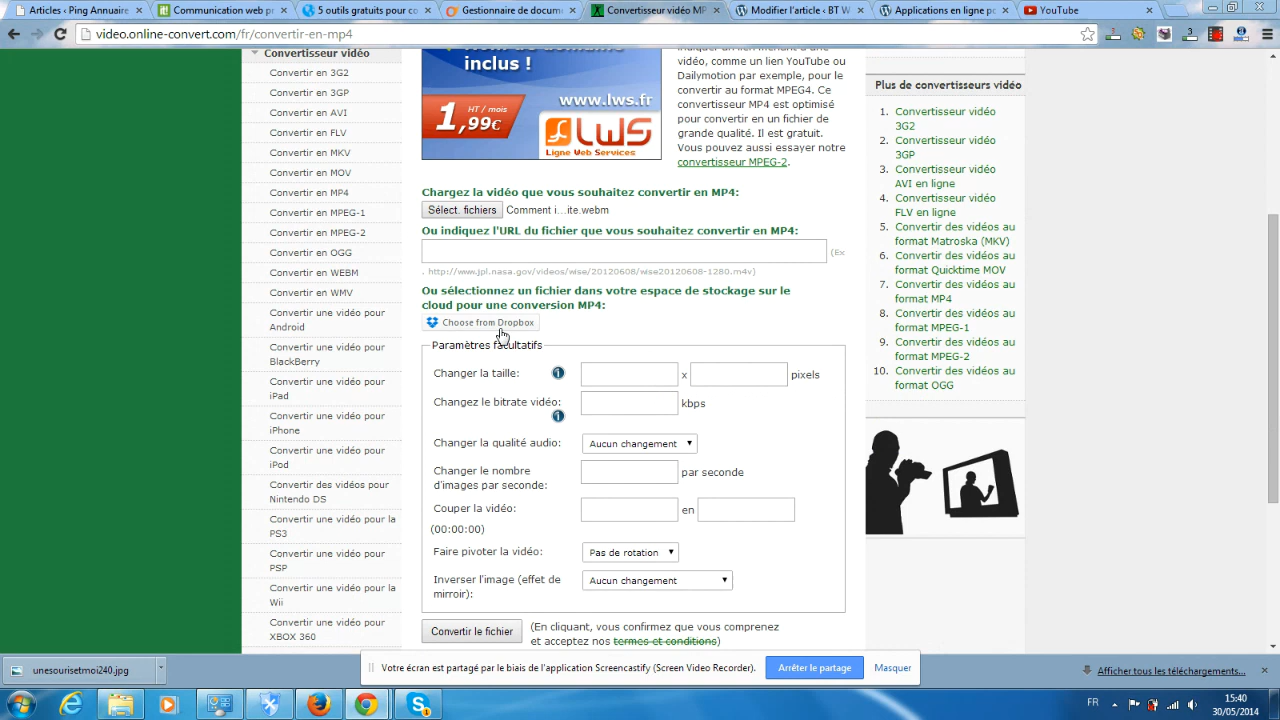 Articles ‹ Ping Annuaire
Communication web p
5 outils gratuits pour co
Gestionnaire de docum
Convertisseur vidéo MP
Modifier l'article ‹ BT W
Applications en ligne po
YouTube
video.online-convert.com/fr/convertir-en-mp4
Convertisseur vidéo
Convertir en 3G2
Convertir en 3GP
Convertir en AVI
Convertir en FLV
Convertir en MKV
Convertir en MOV
Convertir en MP4
Convertir en MPEG-1
Convertir en MPEG-2
Convertir en OGG
Convertir en WEBM
Convertir en WMV
Convertir une vidéo pour
Android
Convertir une vidéo pour
BlackBerry
Convertir une vidéo pour
iPad
Convertir une vidéo pour
iPhone
Convertir une vidéo pour
iPod
Convertir des vidéos pour
Nintendo DS
Convertir une vidéo pour la
PS3
Convertir une vidéo pour
PSP
Convertir une vidéo pour la
Wii
Convertir une vidéo pour
XBOX 360
inclus !
www.lws.fr
1,99€ HT / mois
LWS
Ligne Web Services
indiquer un lien menant à une
vidéo, comme un lien YouTube ou
Dailymotion par exemple, pour le
convertir au format MPEG4. Ce
convertisseur MP4 est optimisé
pour convertir en un fichier de
grande qualité. Il est gratuit.
Vous pouvez aussi essayer notre
convertisseur MPEG-2.
Chargez la vidéo que vous souhaitez convertir en MP4:
Sélect. fichiers Comment i…ite.webm
Ou indiquez l'URL du fichier que vous souhaitez convertir en MP4:
(Ex
. http://www.jpl.nasa.gov/videos/wise/20120608/wise20120608-1280.m4v)
Ou sélectionnez un fichier dans votre espace de stockage sur le
cloud pour une conversion MP4:
Choose from Dropbox
Paramètres facultatifs
Changer la taille: x pixels
Changez le bitrate vidéo: kbps
Changer la qualité audio: Aucun changement
Changer le nombre
d'images par seconde: par seconde
Couper la vidéo: en
(00:00:00)
Faire pivoter la vidéo: Pas de rotation
Inverser l'image (effet de
mirroir): Aucun changement
Convertir le fichier (En cliquant, vous confirmez que vous comprenez
et acceptez nos termes et conditions)
Plus de convertisseurs vidéo
1. Convertisseur vidéo
3G2
2. Convertisseur vidéo
3GP
3. Convertisseur vidéo
AVI en ligne
4. Convertisseur vidéo
FLV en ligne
5. Convertir des vidéos au
format Matroska (MKV)
6. Convertir des vidéos au
format Quicktime MOV
7. Convertir des vidéos au
format MP4
8. Convertir des vidéos au
format MPEG-1
9. Convertir des vidéos au
format MPEG-2
10. Convertir des vidéos au
format OGG
unesourisetmoi240.jpg
Votre écran est partagé par le biais de l'application Screencastify (Screen Video Recorder).
Arrêter le partage
Masquer
Afficher tous les téléchargements...
FR
15:40
30/05/2014